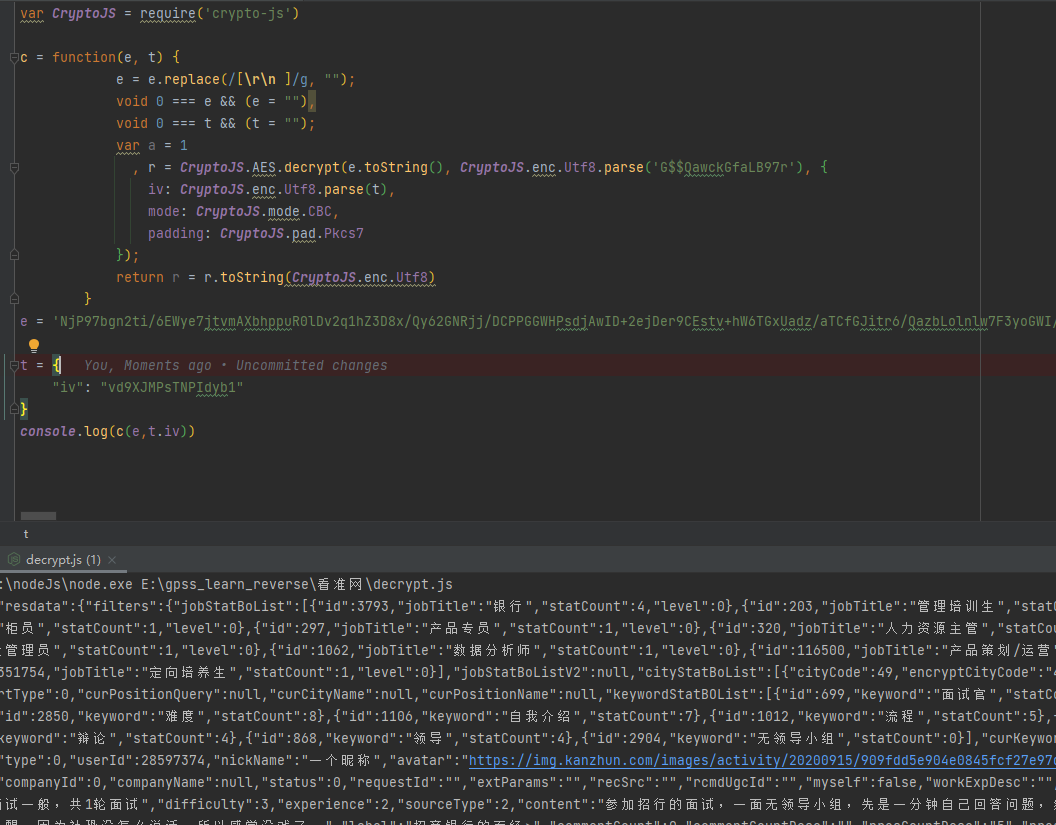 var CryptoJS = require('crypto-js')
c = function(e, t) {
e = e.replace(/[\r\n ]/g, "");
void 0 === e && (e = ""),
void 0 === t && (t = "");
var a = 1
, r = CryptoJS.AES.decrypt(e.toString(), CryptoJS.enc.Utf8.parse('G$$QawckGfaLB97r'), {
iv: CryptoJS.enc.Utf8.parse(t),
mode: CryptoJS.mode.CBC,
padding: CryptoJS.pad.Pkcs7
});
return r = r.toString(CryptoJS.enc.Utf8)
}
e = 'NjP97bgn2ti/6EWye7jtvmAXbhppuR0lDv2q1hZ3D8x/Qy62GNRjj/DCPPGGWHPsdjAwID+2ejDer9CEstv+hW6TGxUadz/aTCfGJitr6/QazbLolnlw7F3yoGWI/
t = { You, Moments ago • Uncommitted changes
"iv": "vd9XJMPsTNPIdyb1"
}
console.log(c(e,t.iv))
t
decrypt.js (1)
:\nodeJs\node.exe E:\gpss_learn_reverse\看准网\decrypt.js
"resdata":{"filters":{"jobStatBoList":[{"id":3793,"jobTitle":"银行","statCount":4,"level":0},{"id":203,"jobTitle":"管理培训生","statC
"柜员","statCount":1,"level":0},{"id":297,"jobTitle":"产品专员","statCount":1,"level":0},{"id":320,"jobTitle":"人力资源主管","statCou
管理员","statCount":1,"level":0},{"id":1062,"jobTitle":"数据分析师","statCount":1,"level":0},{"id":116500,"jobTitle":"产品策划/运营"
351754,"jobTitle":"定向培养生","statCount":1,"level":0}],"jobStatBoListV2":null,"cityStatBoList":[{"cityCode":49,"encryptCityCode":"
rtType":0,"curPositionQuery":null,"curCityName":null,"curPositionName":null,"keywordStatBOList":[{"id":699,"keyword":"面试官","statCo
"id":2850,"keyword":"难度","statCount":8},{"id":1106,"keyword":"自我介绍","statCount":7},{"id":1012,"keyword":"流程","statCount":5},
keyword":"辩论","statCount":4},{"id":868,"keyword":"领导","statCount":4},{"id":2904,"keyword":"无领导小组","statCount":0}],"curKeywor
"type":0,"userId":28597374,"nickName":"一个昵称","avatar":"https://img.kanzhun.com/images/activity/20200915/909fdd5e904e0845fcf27e97
"companyId":0,"companyName":null,"status":0,"requestId":"","extParams":"","recSrc":"","rcmdUgcId":"","myself":false,"workExpDesc":""
试一般，共1轮面试","difficulty":3,"experience":2,"sourceType":2,"content":"参加招行的面试，一面无领导小组，先是一分钟自己回答问题，